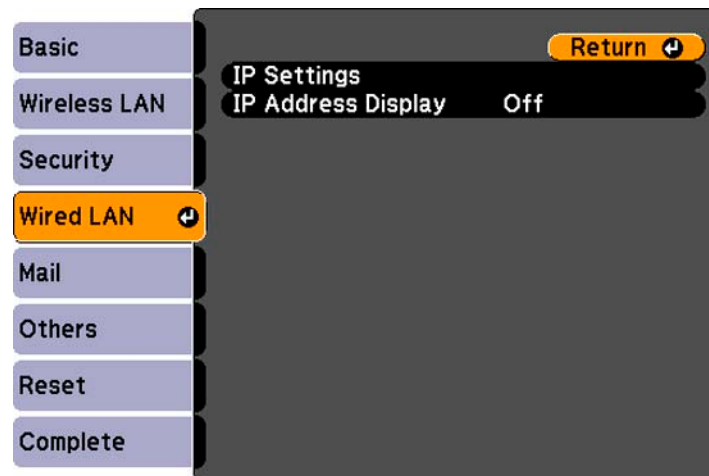 Basic
Wireless LAN
Security
Wired LAN
Mail
Others
Reset
Complete
Return
IP Settings
IP Address Display Off